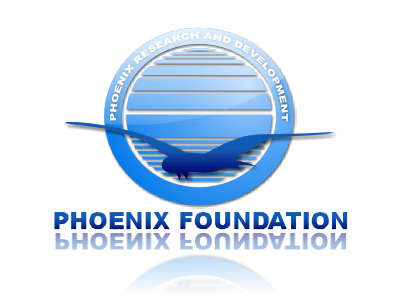 PHOENIX RESEARCH AND DEVELOPMENT
PHOENIX FOUNDATION